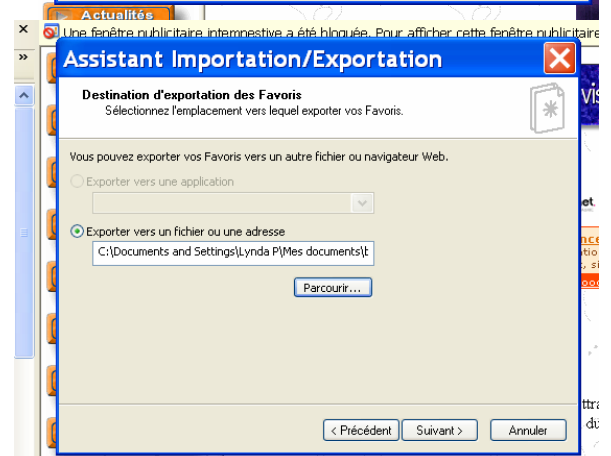 Actualités
Une fenêtre publicitaire intempestive a été bloquée. Pour afficher cette fenêtre publicitaire
Assistant Importation/Exportation
Destination d'exportation des Favoris
Sélectionnez l'emplacement vers lequel exporter vos Favoris.
Vous pouvez exporter vos Favoris vers un autre fichier ou navigateur Web.
Exporter vers une application
Exporter vers un fichier ou une adresse
C:\Documents and Settings\Lynda P\Mes documents\b
Parcourir...
< Précédent
Suivant >
Annuler